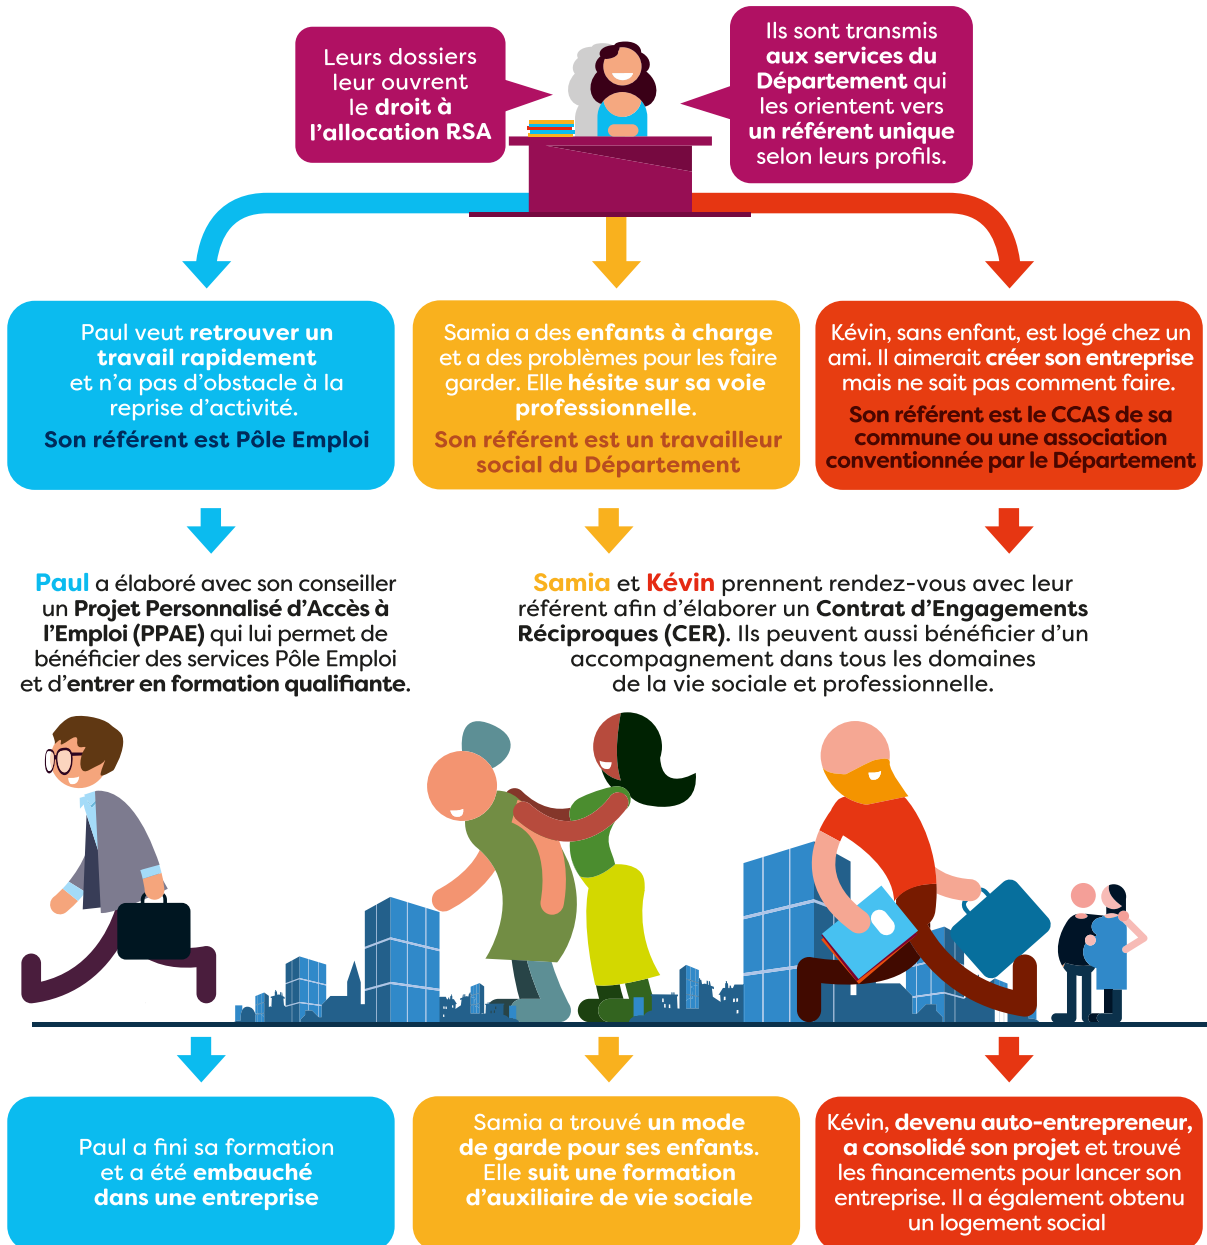 Leurs dossiers
leur ouvrent
le droit à
l'allocation RSA
Ils sont transmis
aux services du
Département qui
les orientent vers
un référent unique
selon leurs profils.
Paul veut retrouver un
travail rapidement
et n'a pas d'obstacle à la
reprise d'activité.
Son référent est Pôle Emploi
Samia a des enfants à charge
et a des problèmes pour les faire
garder. Elle hésite sur sa voie
professionnelle.
Son référent est un travailleur
social du Département
Kévin, sans enfant, est logé chez un
ami. Il aimerait créer son entreprise
mais ne sait pas comment faire.
Son référent est le CCAS de sa
commune ou une association
conventionnée par le Département
Paul a élaboré avec son conseiller
un Projet Personnalisé d'Accès à
l'Emploi (PPAE) qui lui permet de
bénéficier des services Pôle Emploi
et d'entrer en formation qualifiante.
Samia et Kévin prennent rendez-vous avec leur
référent afin d'élaborer un Contrat d'Engagements
Réciproques (CER). Ils peuvent aussi bénéficier d'un
accompagnement dans tous les domaines
de la vie sociale et professionnelle.
Paul a fini sa formation
et a été embauché
dans une entreprise
Samia a trouvé un mode
de garde pour ses enfants.
Elle suit une formation
d'auxiliaire de vie sociale
Kévin, devenu auto-entrepreneur,
a consolidé son projet et trouvé
les financements pour lancer son
entreprise. Il a également obtenu
un logement social